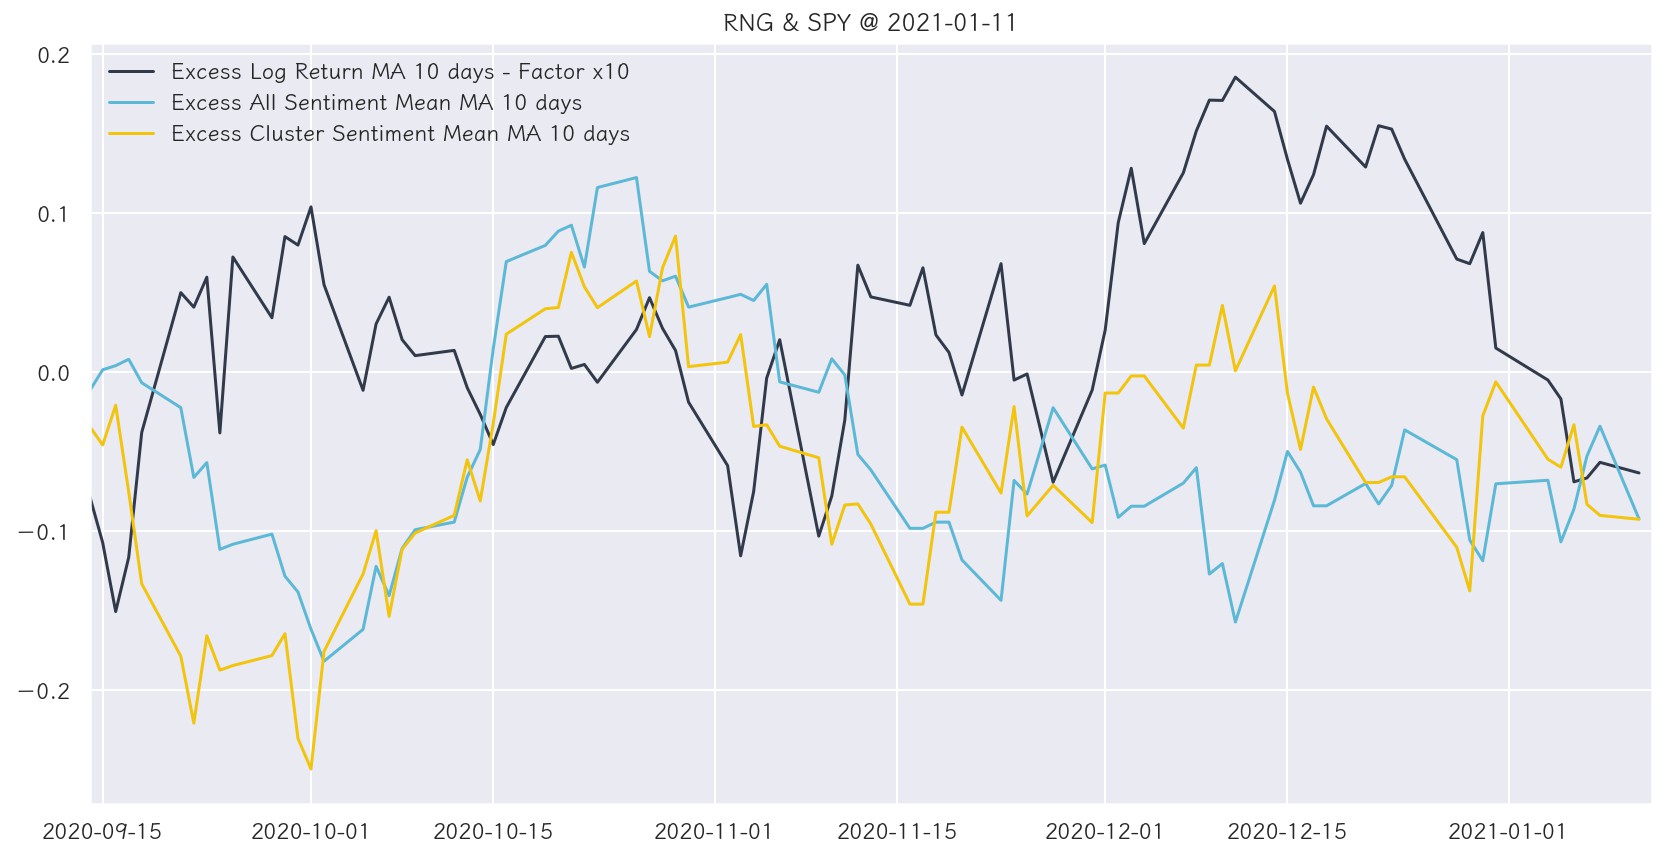 RNG & SPY @ 2021-01-11
Excess Log Return MA 10 days - Factor x10
Excess All Sentiment Mean MA 10 days
Excess Cluster Sentiment Mean MA 10 days
0.2
0.1
0.0
−0.1
−0.2
2020-09-15 2020-10-01 2020-10-15 2020-11-01 2020-11-15 2020-12-01 2020-12-15 2021-01-01